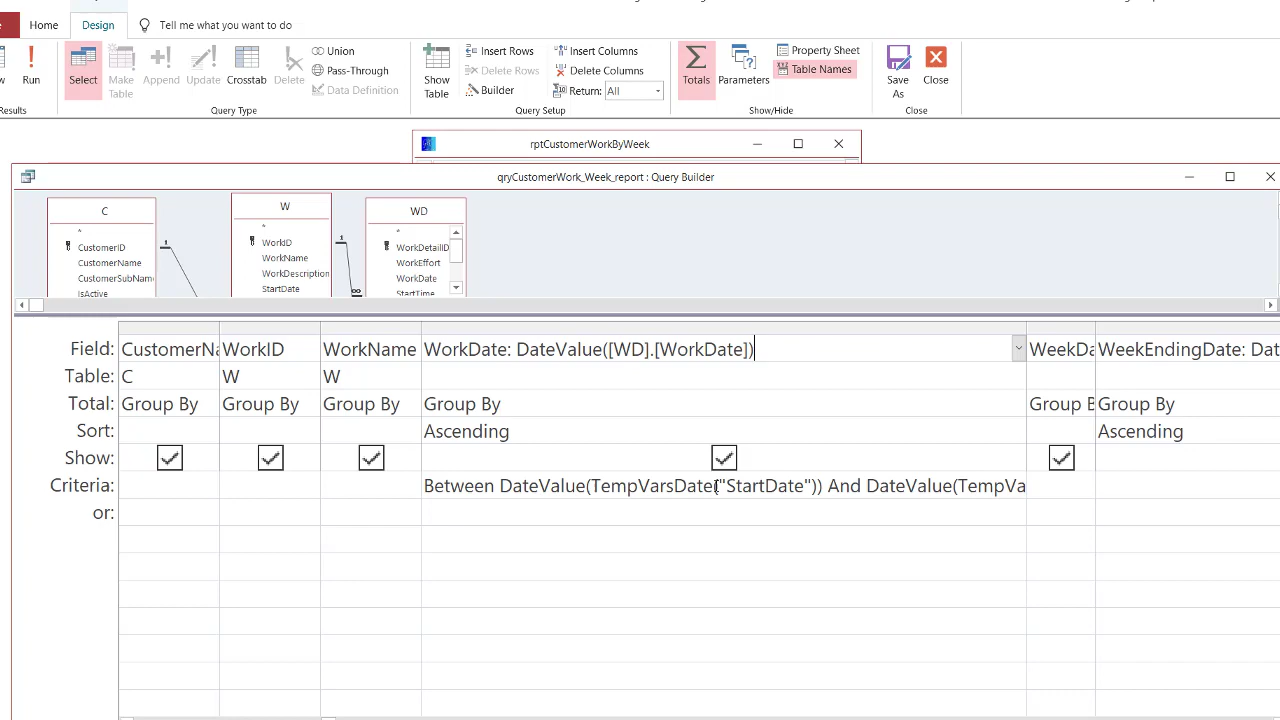 Home Design Tell me what you want to do
Run Select Make Table Append Update Crosstab Delete Union Pass-Through Data Definition Show Table Insert Rows Delete Rows Builder Insert Columns Delete Columns Return: All Totals Parameters Property Sheet Table Names Save As Close
Query Type Query Setup Show/Hide Close
rptCustomerWorkByWeek
qryCustomerWork_Week_report : Query Builder
C W WD
* * *
CustomerID WorkID WorkDetailID
CustomerName WorkName WorkEffort
CustomerSubName WorkDescription WorkDate
IsActive StartDate StartTime
Field: CustomerNa WorkID WorkName WorkDate: DateValue([WD].[WorkDate]) WeekDa WeekEndingDate: Dat
Table: C W W
Total: Group By Group By Group By Group By Group B Group By
Sort: Ascending Ascending
Show:
Criteria: Between DateValue(TempVarsDate("StartDate")) And DateValue(TempVa
or: